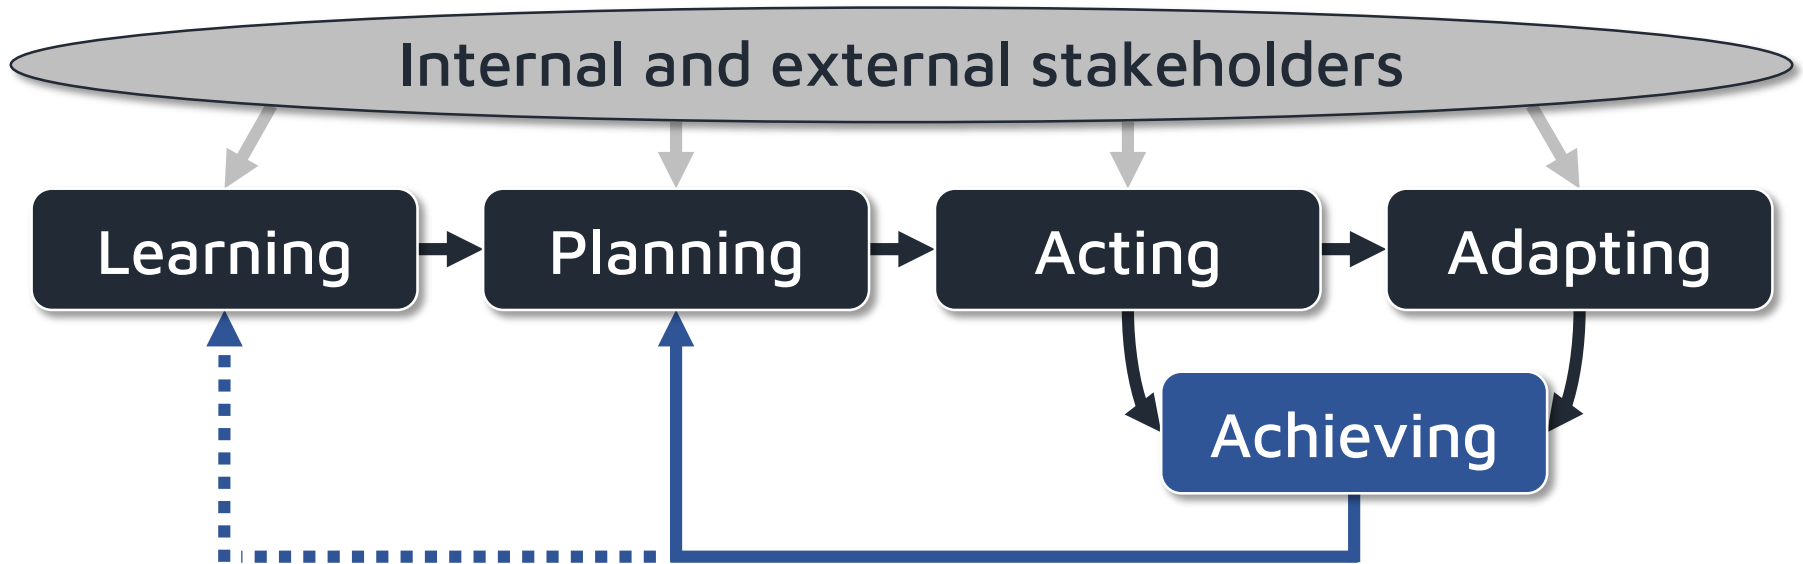 Internal and external stakeholders
Learning
Planning
Acting
Adapting
Achieving